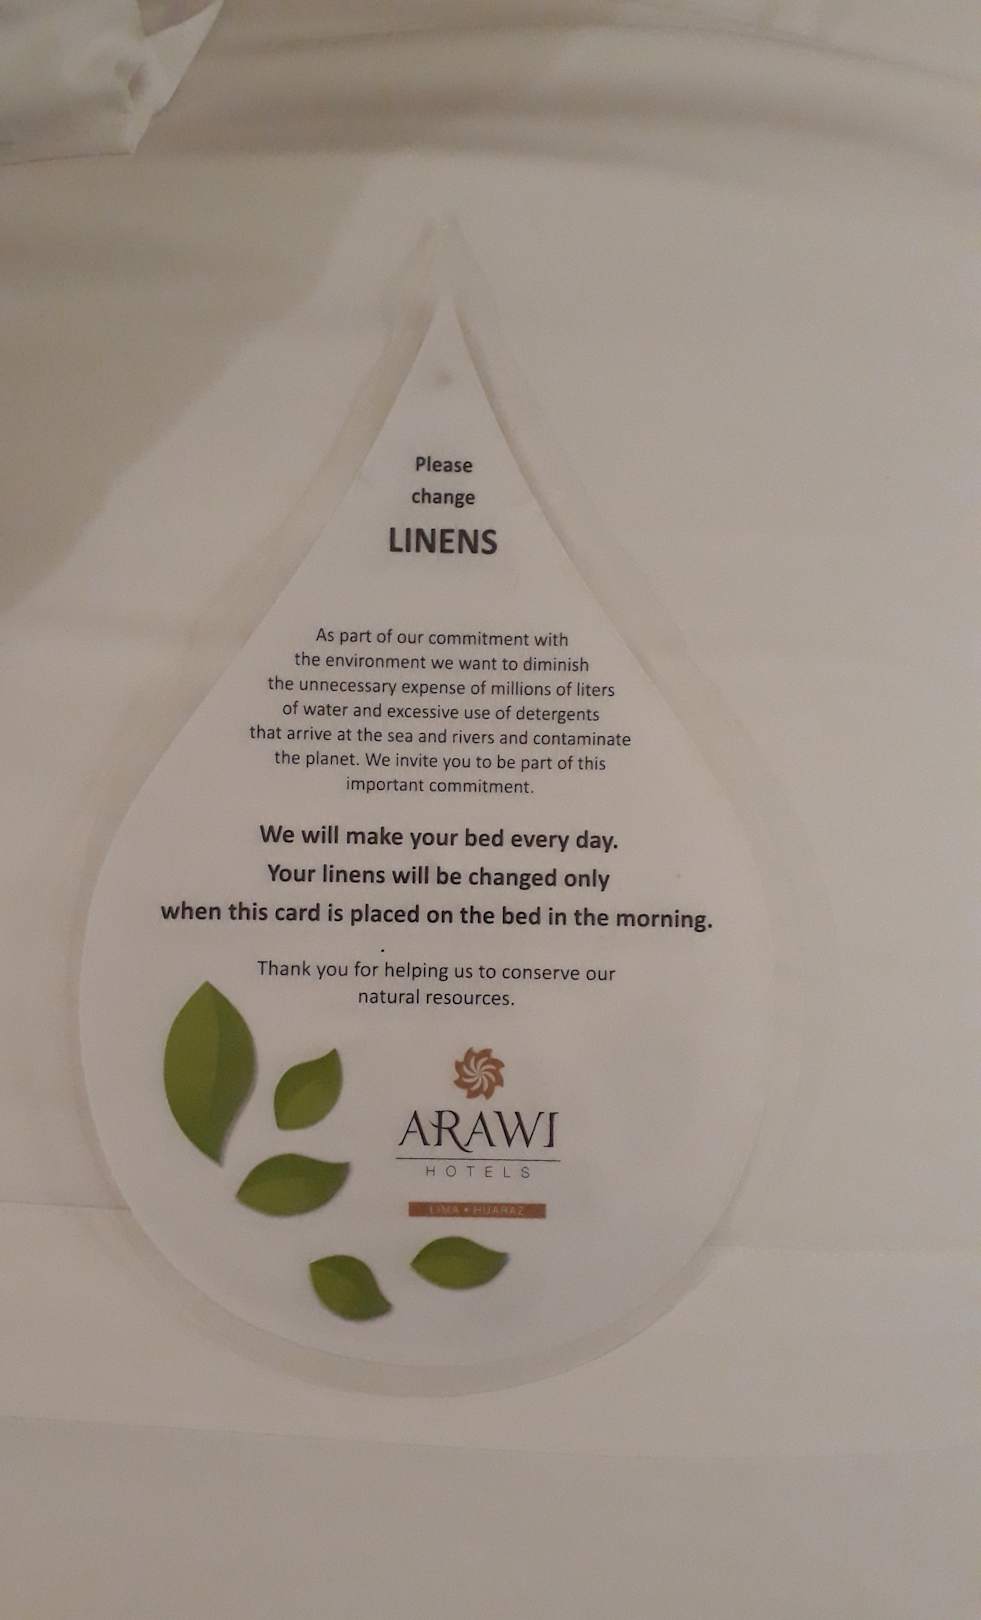 Please
change
LINENS
As part of our commitment with
the environment we want to diminish
the unnecessary expense of millions of liters
of water and excessive use of detergents
that arrive at the sea and rivers and contaminate
the planet. We invite you to be part of this
important commitment.
We will make your bed every day.
Your linens will be changed only
when this card is placed on the bed in the morning.
.
Thank you for helping us to conserve our
natural resources.
ARAWI
HOTELS
LIMA • HUARAZ